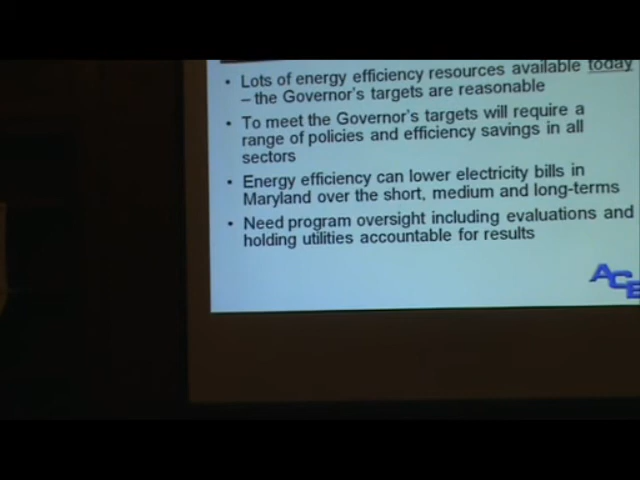 • Lots of energy efficiency resources available today
– the Governor's targets are reasonable
• To meet the Governor's targets will require a
range of policies and efficiency savings in all
sectors
• Energy efficiency can lower electricity bills in
Maryland over the short, medium and long-terms
• Need program oversight including evaluations and
holding utilities accountable for results
ACE